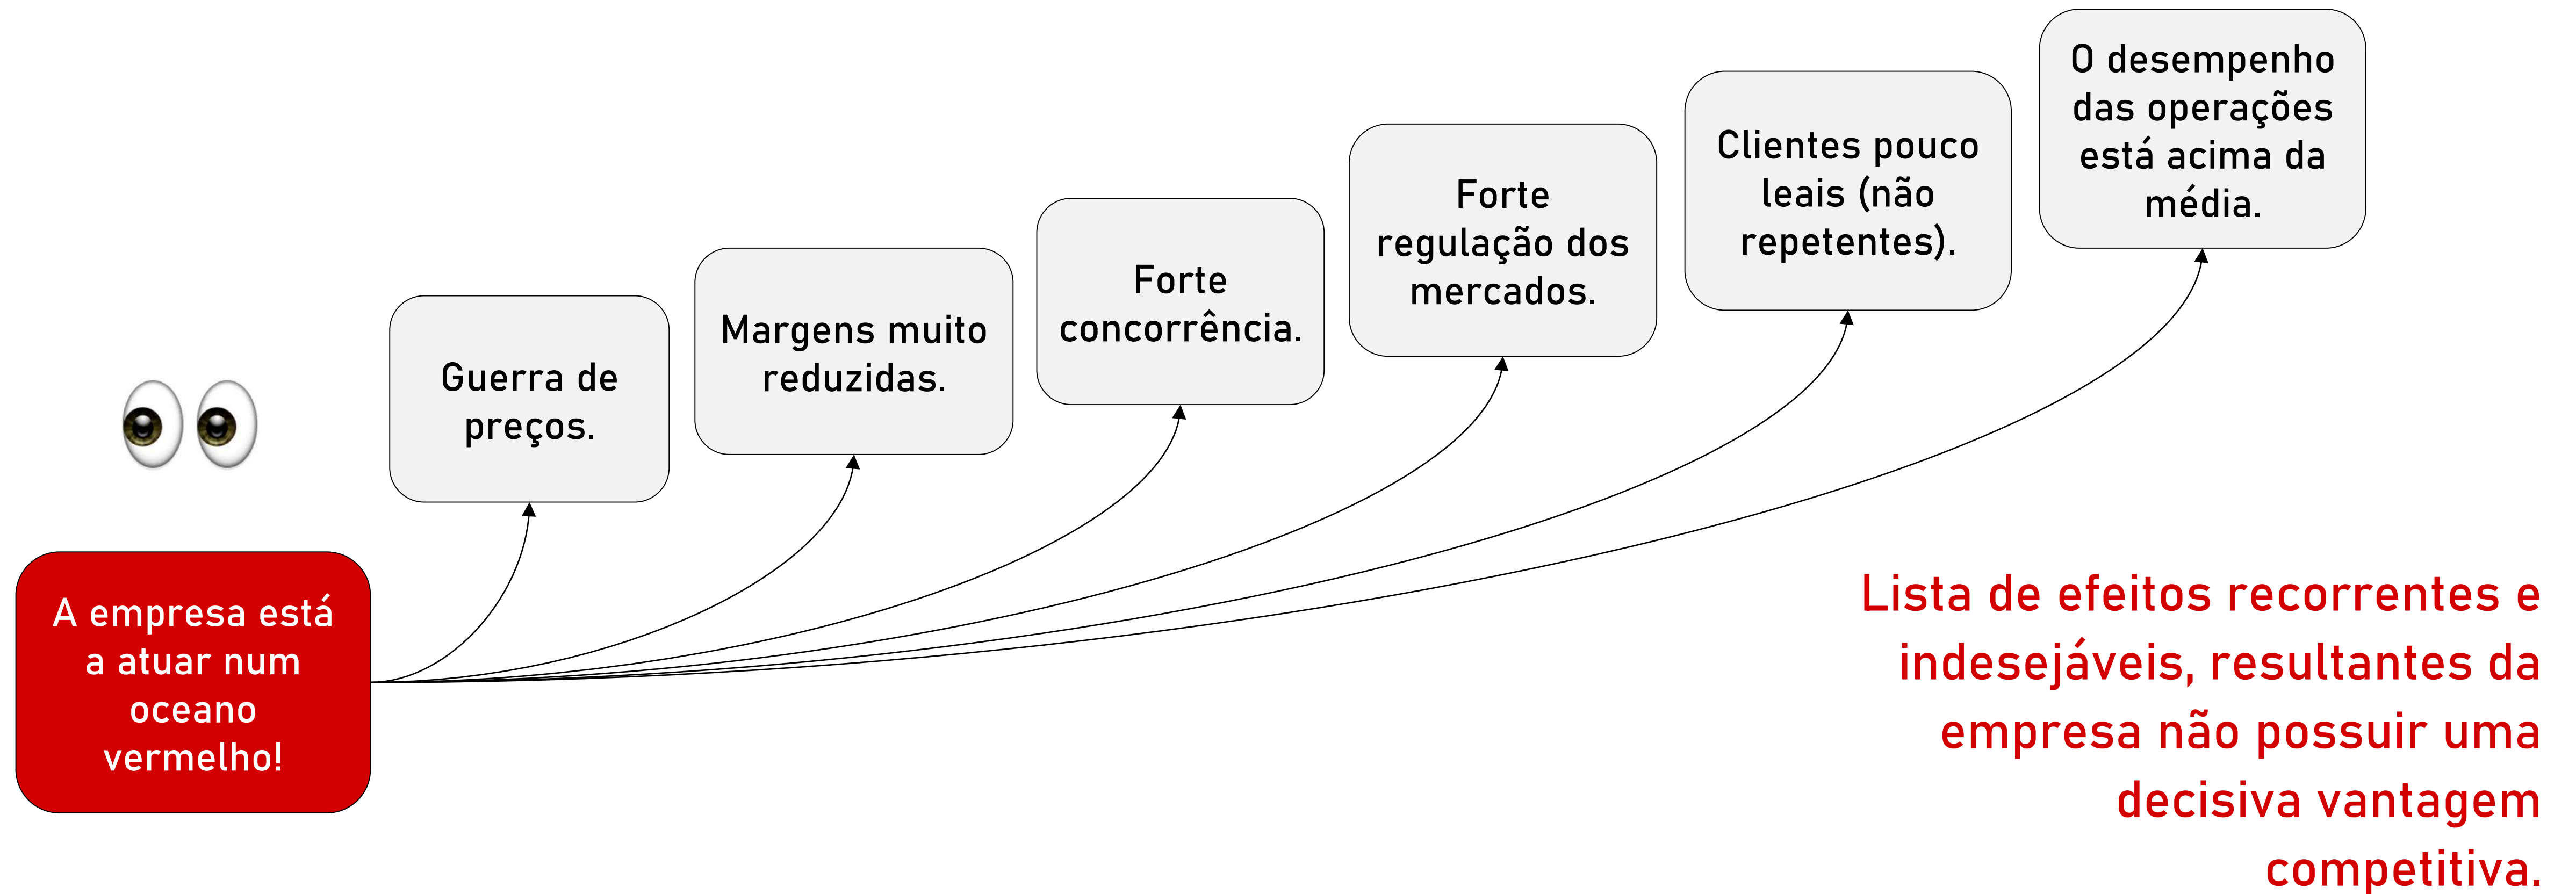 A empresa está
a atuar num
oceano
vermelho!
Guerra de
preços.
Margens muito
reduzidas.
Forte
concorrência.
Forte
regulação dos
mercados.
Clientes pouco
leais (não
repetentes).
O desempenho
das operações
está acima da
média.
Lista de efeitos recorrentes e
indesejáveis, resultantes da
empresa não possuir uma
decisiva vantagem
competitiva.